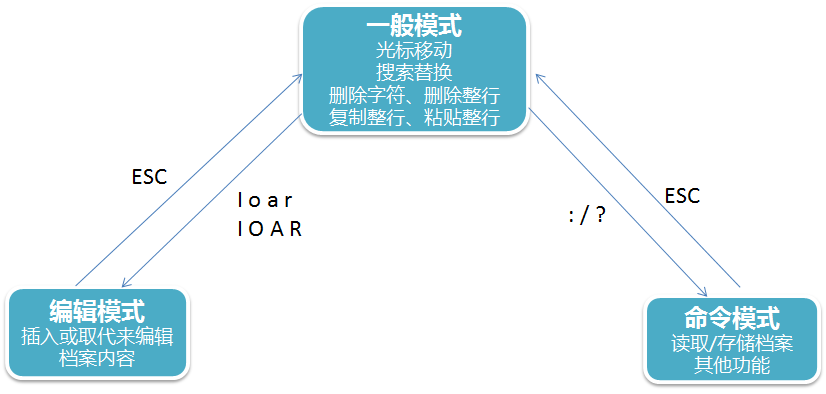 一般模式
光标移动
搜索替换
删除字符、删除整行
复制整行、粘贴整行
ESC
I o a r
I O A R
: / ?
ESC
编辑模式
插入或取代来编辑
档案内容
命令模式
读取/存储档案
其他功能